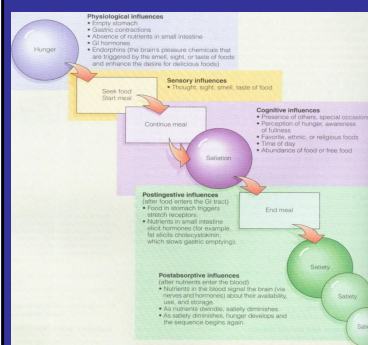 Physiological influences
• Empty stomach
• Gastric contractions
• Absence of nutrients in small intestine
• GI hormones
• Endorphins (the brain's pleasure chemicals that
are triggered by the smell, sight, or taste of foods
and enhance the desire for delicious foods)
Hunger
Sensory influences
• Thought, sight, smell, taste of food
Seek food
Start meal
Cognitive influences
• Presence of others, special occasions
• Perception of hunger, awareness
of fullness
• Favorite, ethnic, or religious foods
• Time of day
• Abundance of food or free food
Continue meal
Satiation
Postingestive influences
(after food enters the GI tract)
• Food in stomach triggers
stretch receptors.
• Nutrients in small intestine
elicit hormones (for example,
fat elicits cholecystokinin,
which slows gastric emptying).
End meal
Postabsorptive influences
(after nutrients enter the blood)
• Nutrients in the blood signal the brain (via
nerves and hormones) about their availability,
use, and storage.
• As nutrients dwindle, satiety diminishes.
• As satiety diminishes, hunger develops and
the sequence begins again.
Satiety
Satiety
Sati